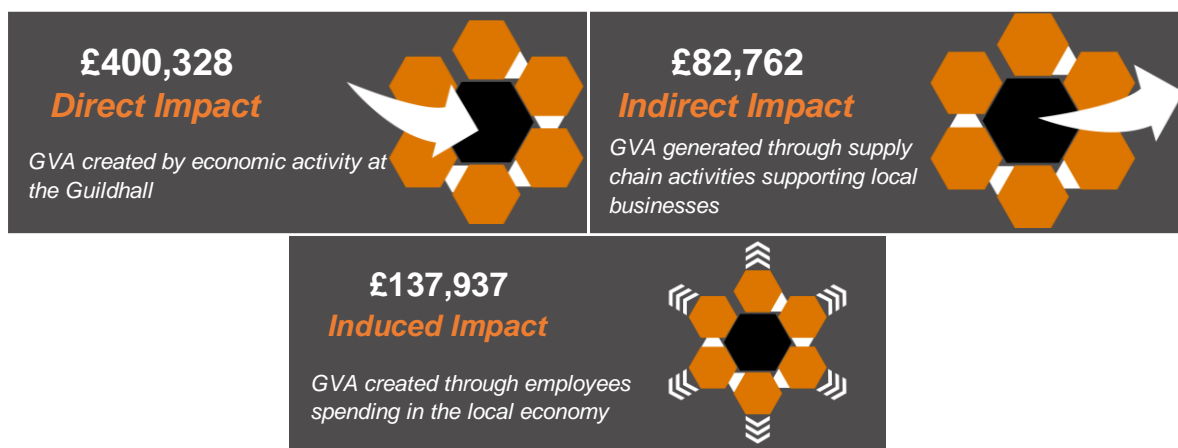 £400,328
Direct Impact
GVA created by economic activity at
the Guildhall
£82,762
Indirect Impact
GVA generated through supply
chain activities supporting local
businesses
£137,937
Induced Impact
GVA created through employees
spending in the local economy